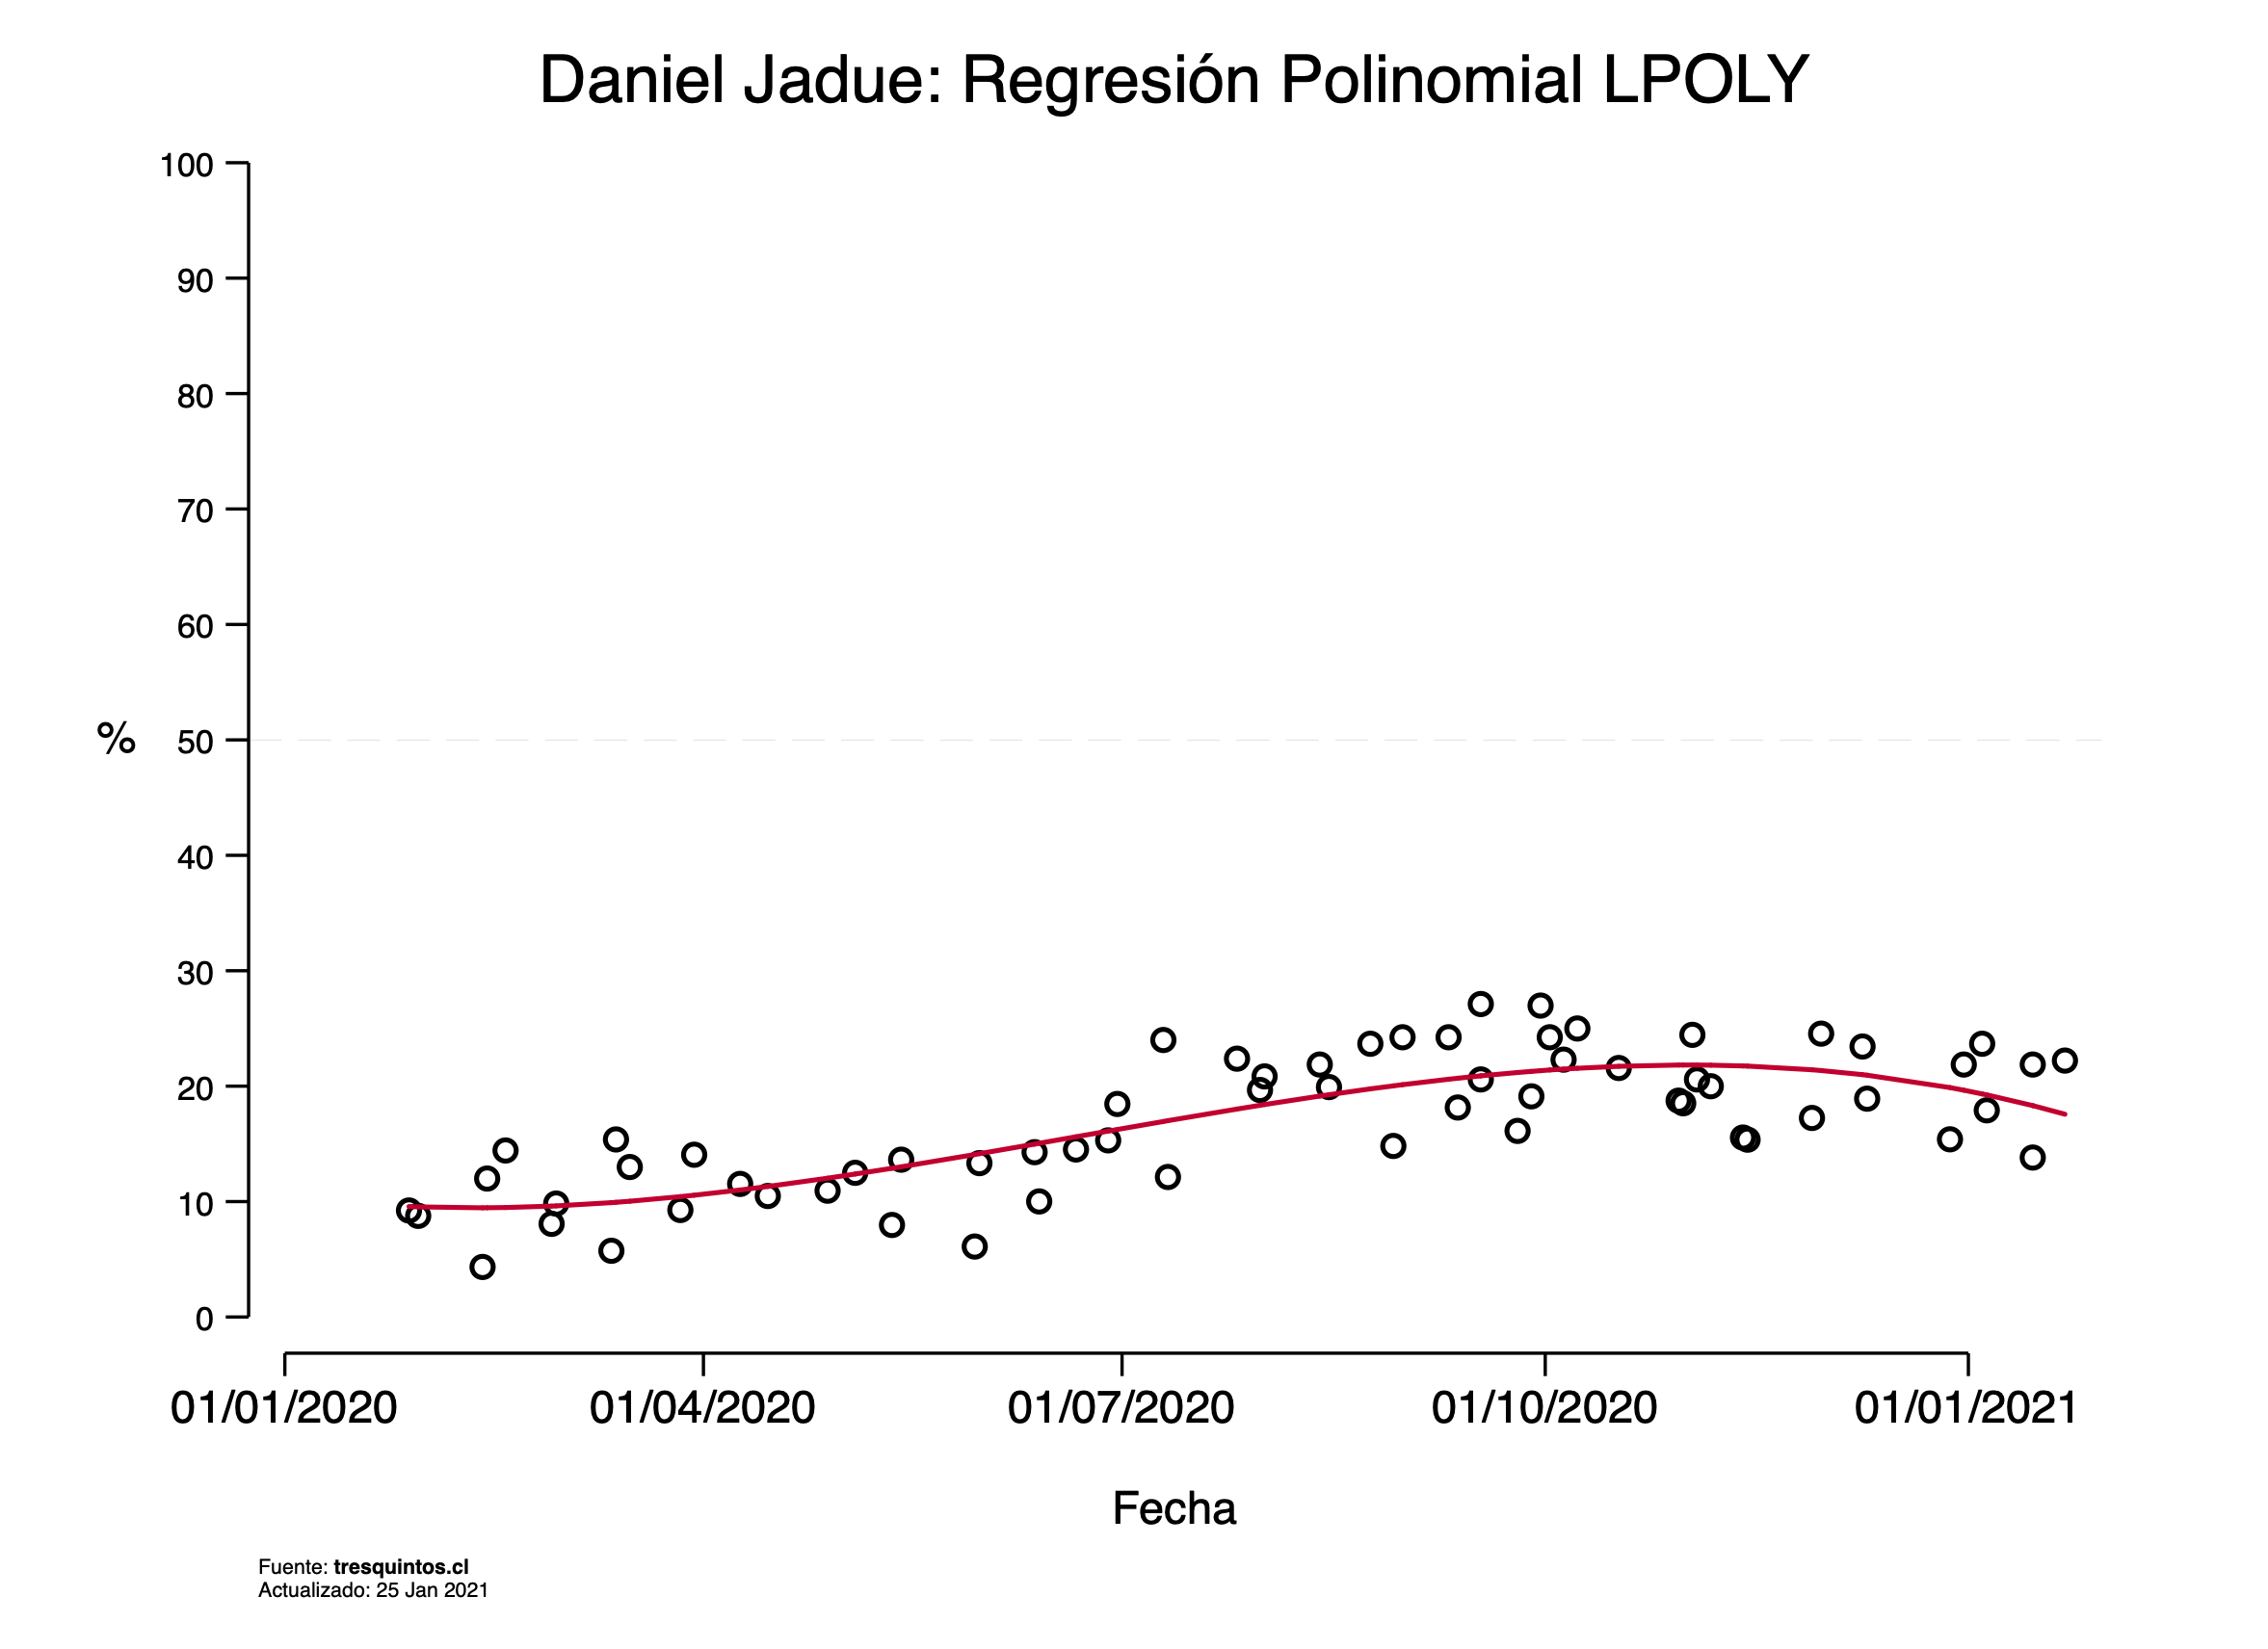 Daniel Jadue: Regresión Polinomial LPOLY
100
90
80
70
60
% 50
40
30
20
10
0
01/01/2020 01/04/2020 01/07/2020 01/10/2020 01/01/2021
Fecha
Fuente: tresquintos.cl
Actualizado: 25 Jan 2021